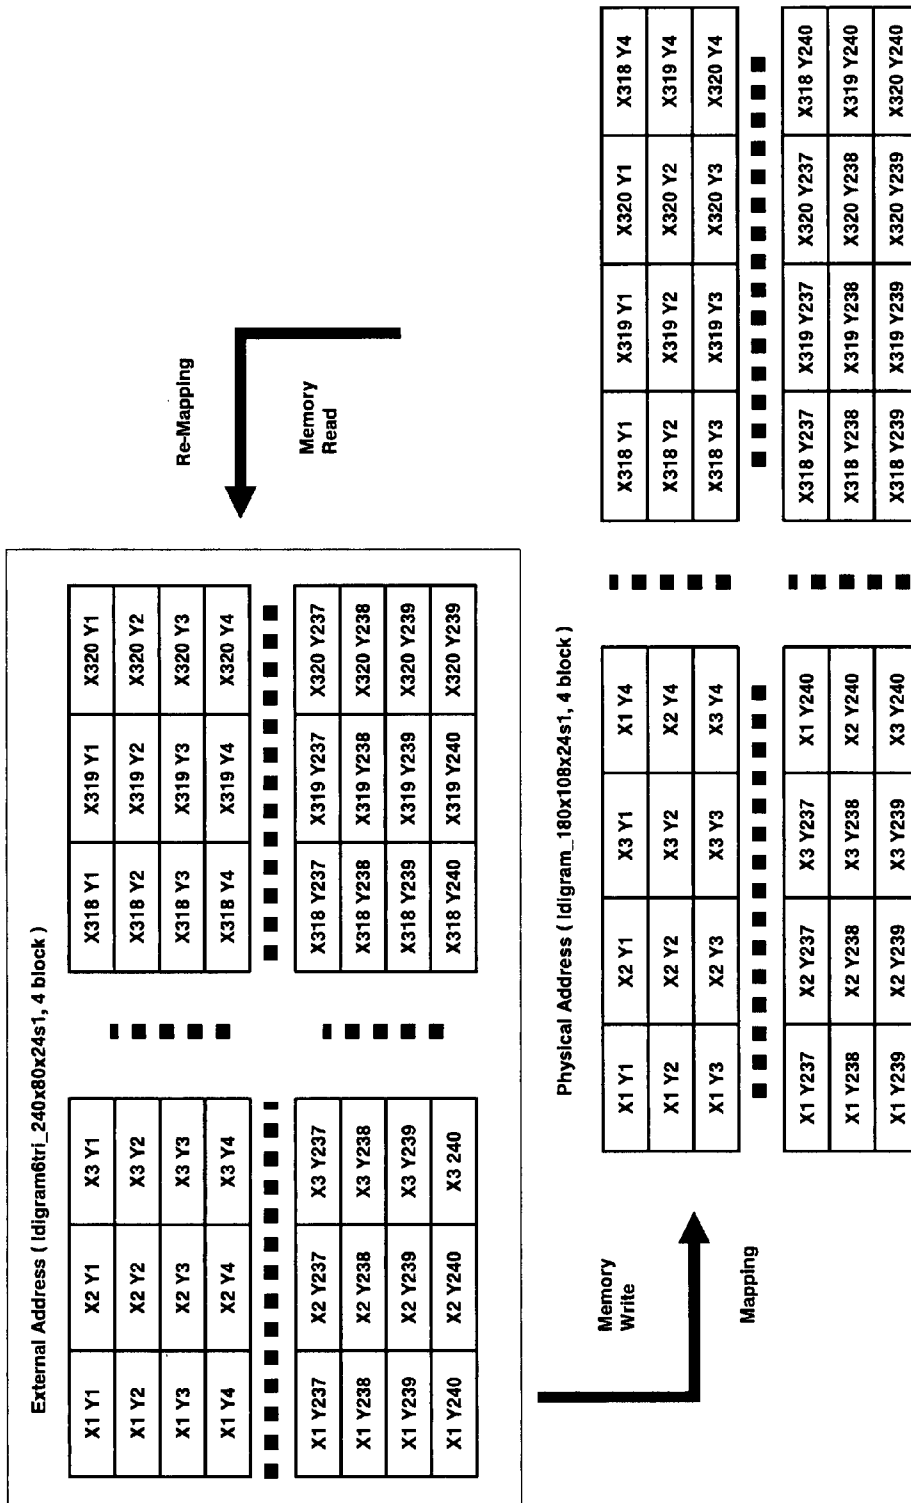 External Address ( ldigram6tri_240x80x24s1, 4 block )
X1 Y1 X2 Y1 X3 Y1 X318 Y1 X319 Y1 X320 Y1
X1 Y2 X2 Y2 X3 Y2 X318 Y2 X319 Y2 X320 Y2
X1 Y3 X2 Y3 X3 Y3 X318 Y3 X319 Y3 X320 Y3
X1 Y4 X2 Y4 X3 Y4 X318 Y4 X319 Y4 X320 Y4
X1 Y237 X2 Y237 X3 Y237 X318 Y237 X319 Y237 X320 Y237
X1 Y238 X2 Y238 X3 Y238 X318 Y238 X319 Y238 X320 Y238
X1 Y239 X2 Y239 X3 Y239 X318 Y239 X319 Y239 X320 Y239
X1 Y240 X2 Y240 X3 240 X318 Y240 X319 Y240 X320 Y239
Re-Mapping
Memory
Read
Memory
Write
Mapping
Physical Address ( ldigram_180x108x24s1, 4 block )
X1 Y1 X2 Y1 X3 Y1 X1 Y4 X318 Y1 X319 Y1 X320 Y1 X318 Y4
X1 Y2 X2 Y2 X3 Y2 X2 Y4 X318 Y2 X319 Y2 X320 Y2 X319 Y4
X1 Y3 X2 Y3 X3 Y3 X3 Y4 X318 Y3 X319 Y3 X320 Y3 X320 Y4
X1 Y237 X2 Y237 X3 Y237 X1 Y240 X318 Y237 X319 Y237 X320 Y237 X318 Y240
X1 Y238 X2 Y238 X3 Y238 X2 Y240 X318 Y238 X319 Y238 X320 Y238 X319 Y240
X1 Y239 X2 Y239 X3 Y239 X3 Y240 X318 Y239 X319 Y239 X320 Y239 X320 Y240